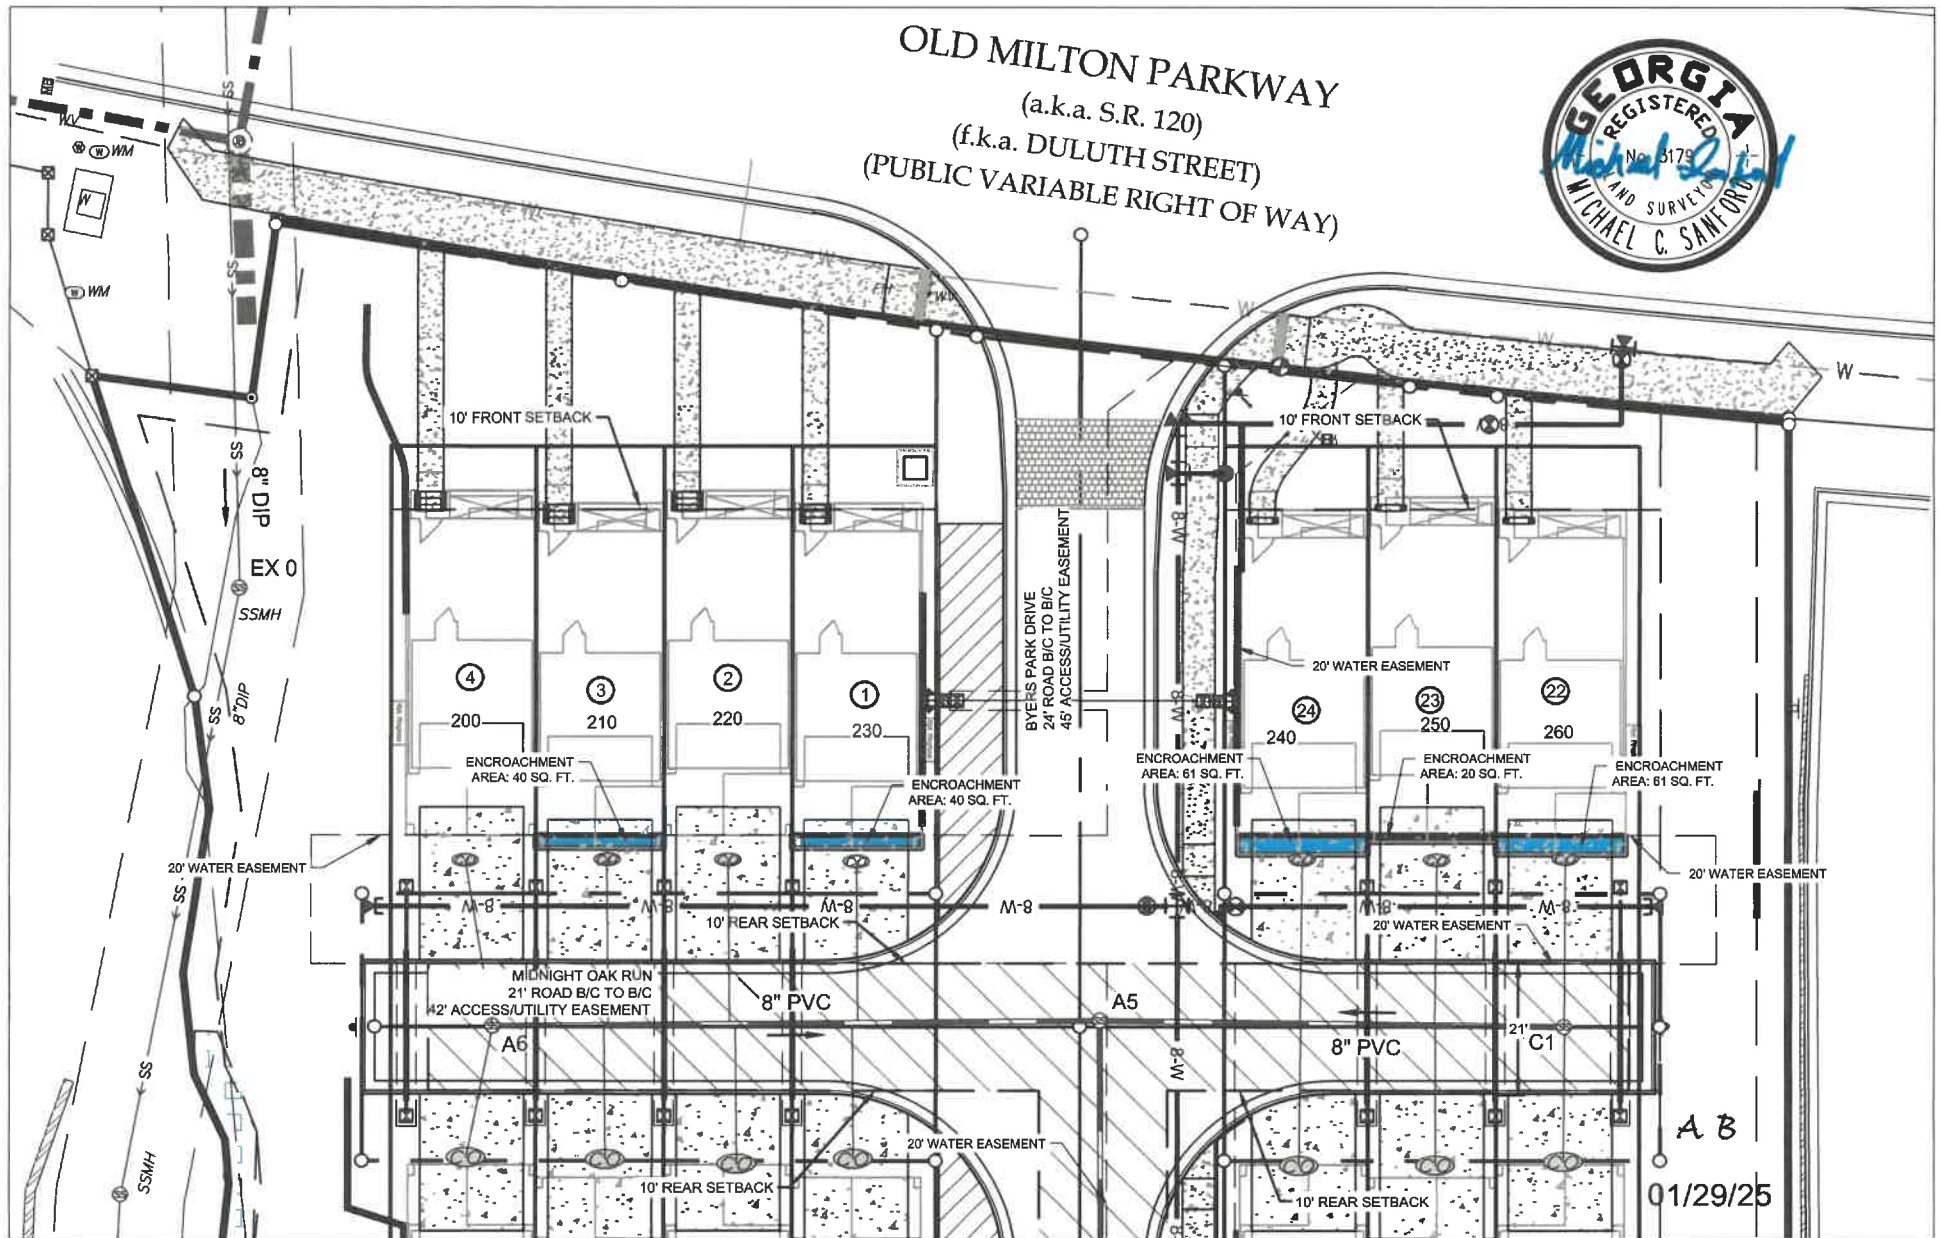 OLD MILTON PARKWAY
(a.k.a. S.R. 120)
(f.k.a. DULUTH STREET)
(PUBLIC VARIABLE RIGHT OF WAY)
GEORGIA
REGISTERED
No. 3179
LAND SURVEYOR
MICHAEL C. SANFORD
WV
W WM
W
W WM
SS
SS
W
W
WV
W
W
W
10' FRONT SETBACK
10' FRONT SETBACK
8" DIP
SS
EX 0
SSMH
8"DIP
SS
BYERS PARK DRIVE
24' ROAD B/C TO B/C
45' ACCESS/UTILITY EASEMENT
8-W
8-W
20' WATER EASEMENT
4
200
3
210
2
220
1
230
24
240
23
250
22
260
ENCROACHMENT
AREA: 40 SQ. FT.
ENCROACHMENT
AREA: 40 SQ. FT.
ENCROACHMENT
AREA: 61 SQ. FT.
ENCROACHMENT
AREA: 20 SQ. FT.
ENCROACHMENT
AREA: 61 SQ. FT.
20' WATER EASEMENT
20' WATER EASEMENT
SS
8-W
8-W
8-W
8-W
8-W
8-W
10' REAR SETBACK
20' WATER EASEMENT
MIDNIGHT OAK RUN
21' ROAD B/C TO B/C
42' ACCESS/UTILITY EASEMENT
8" PVC
A5
A6
8" PVC
21'
C1
8-W
SS
SSMH
20' WATER EASEMENT
10' REAR SETBACK
10' REAR SETBACK
A B
01/29/25